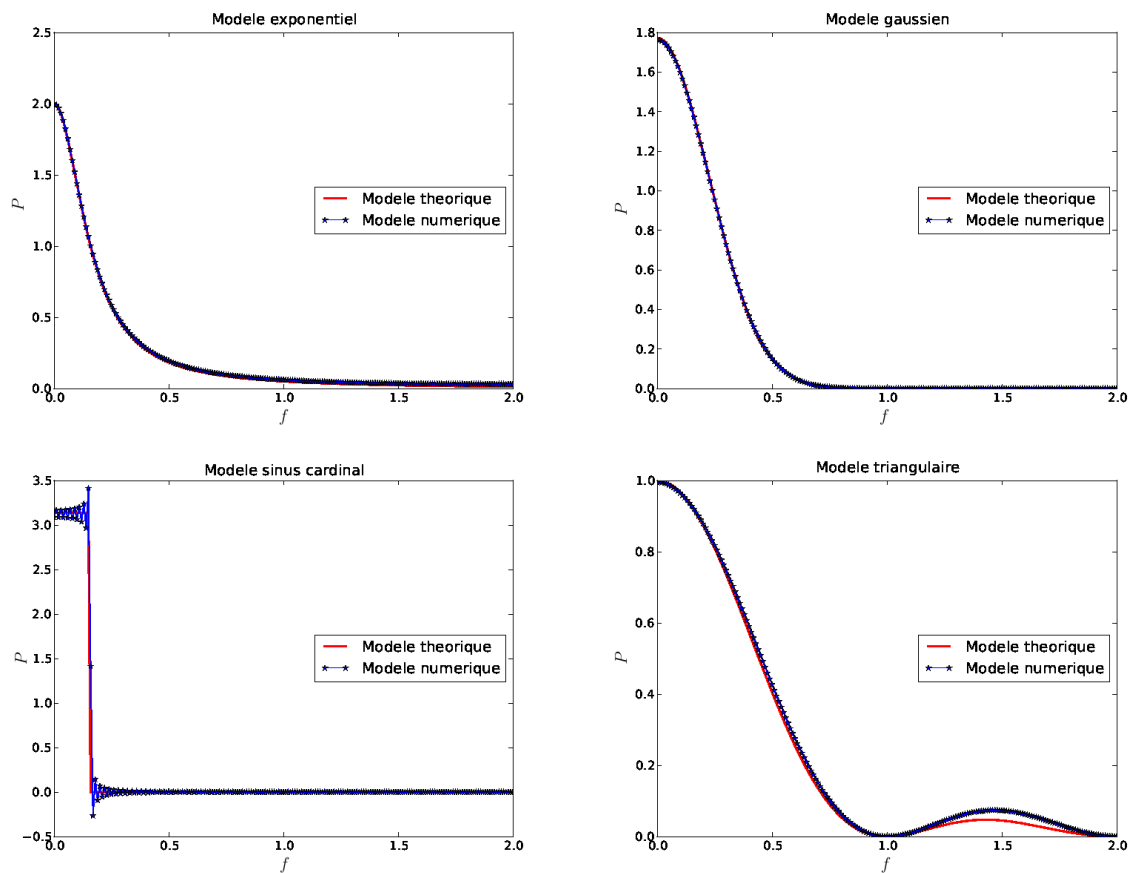 Modele exponentiel
2.5
2.0
1.5
1.0
0.5
0.0
P
0.0 0.5 1.0 1.5 2.0
f
Modele theorique
Modele numerique
Modele gaussien
1.8
1.6
1.4
1.2
1.0
0.8
0.6
0.4
0.2
0.0
P
0.0 0.5 1.0 1.5 2.0
f
Modele theorique
Modele numerique
Modele sinus cardinal
3.5
3.0
2.5
2.0
1.5
1.0
0.5
0.0
−0.5
P
0.0 0.5 1.0 1.5 2.0
f
Modele theorique
Modele numerique
Modele triangulaire
1.0
0.8
0.6
0.4
0.2
0.0
P
0.0 0.5 1.0 1.5 2.0
f
Modele theorique
Modele numerique